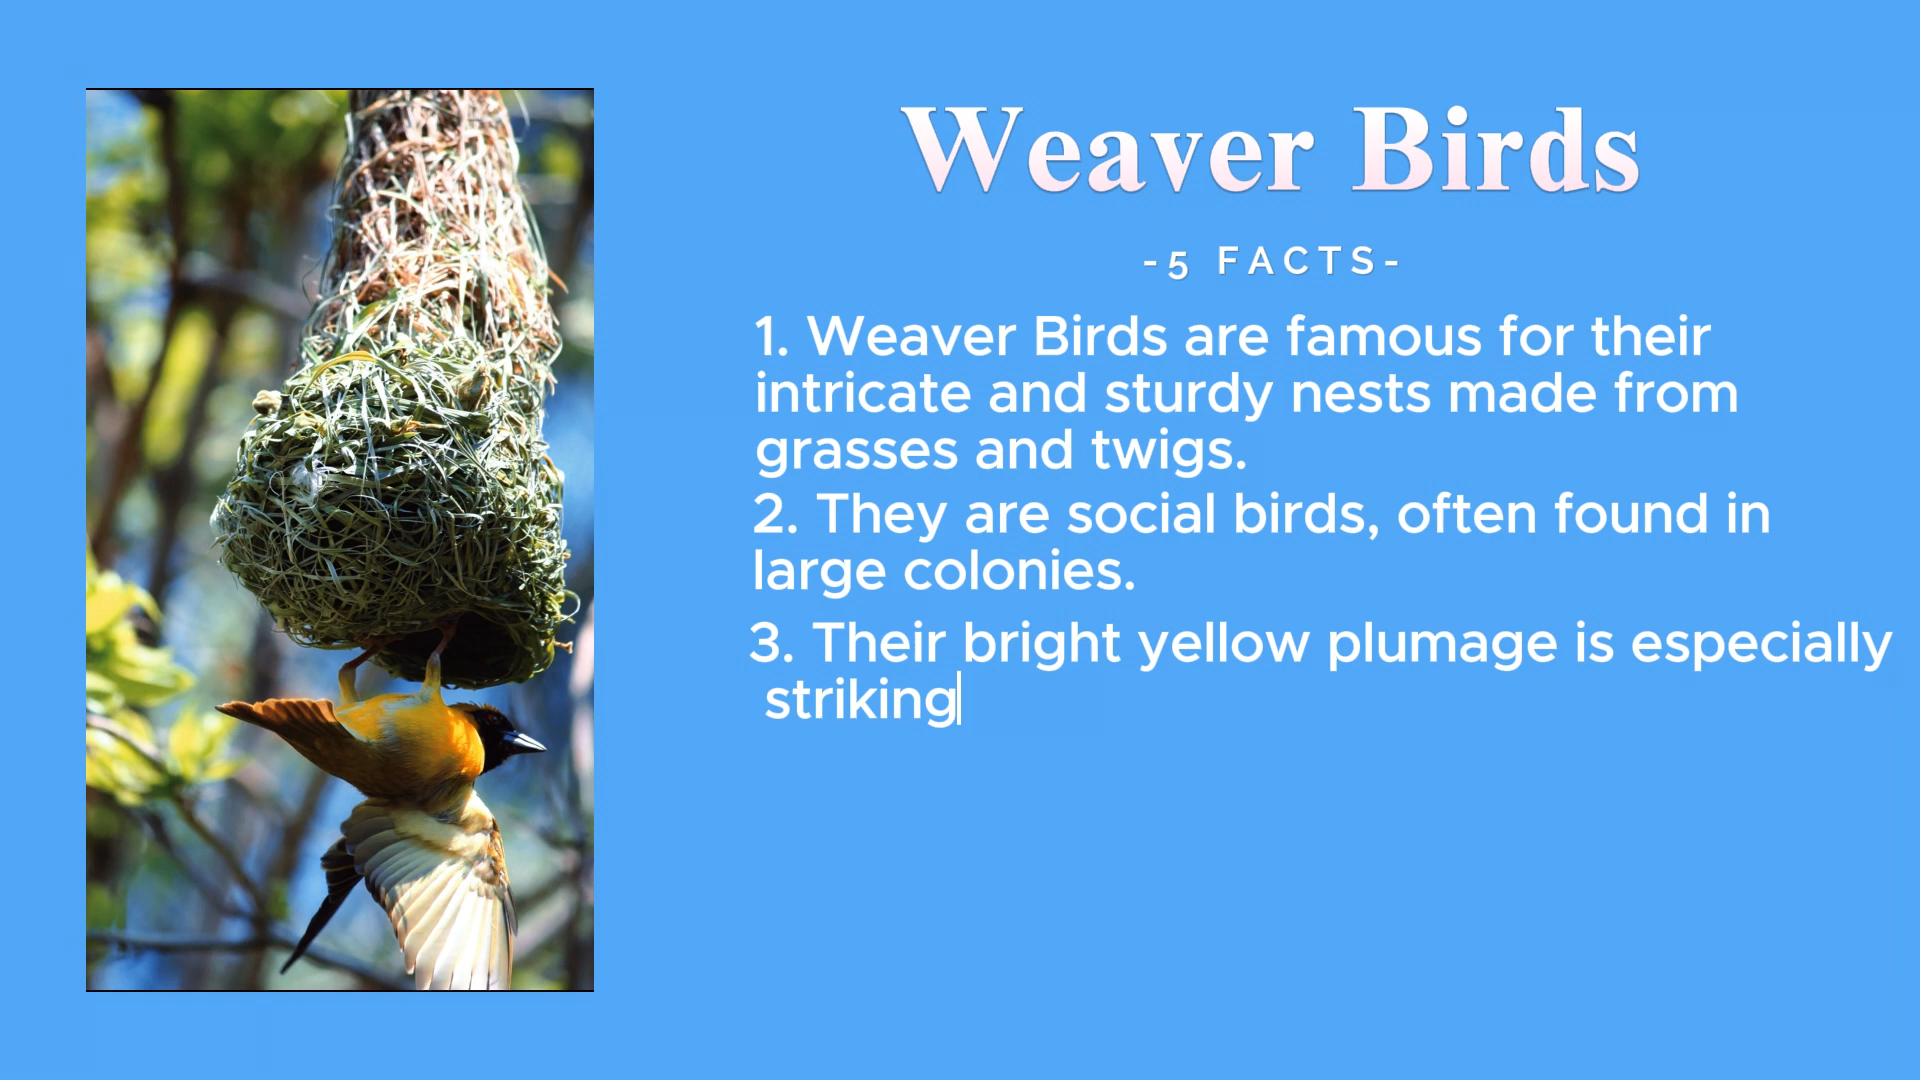 Weaver Birds
-5 FACTS-
1. Weaver Birds are famous for their
intricate and sturdy nests made from
grasses and twigs.
2. They are social birds, often found in
large colonies.
3. Their bright yellow plumage is especially
striking